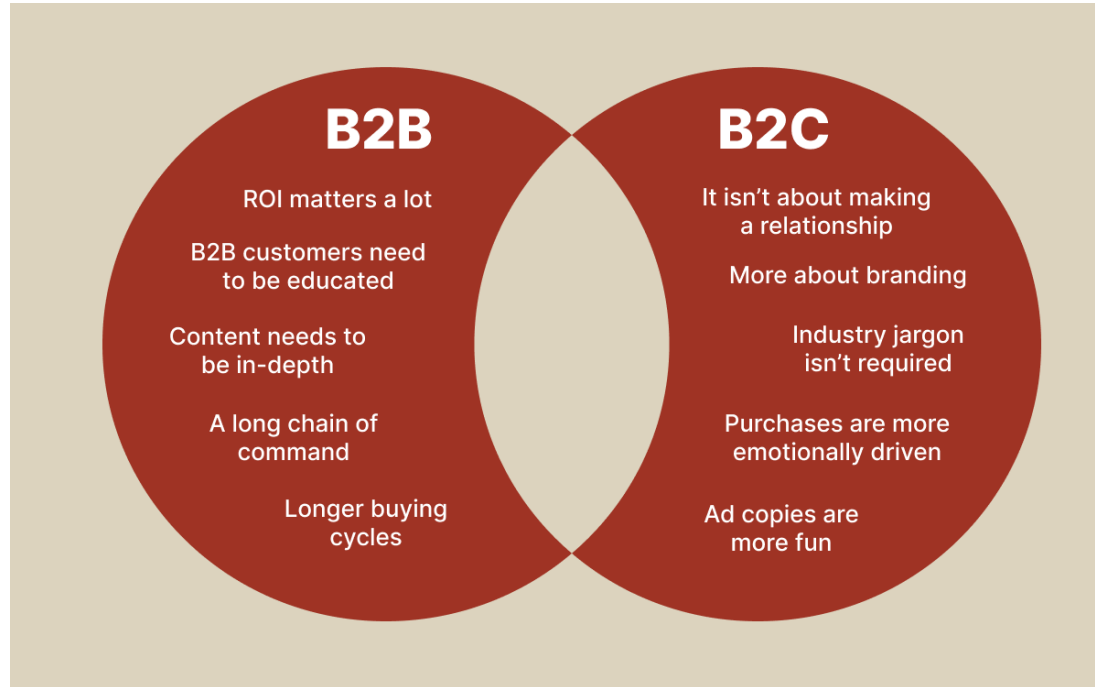 B2B
ROI matters a lot
B2B customers need
to be educated
Content needs to
be in-depth
A long chain of
command
Longer buying
cycles
B2C
It isn’t about making
a relationship
More about branding
Industry jargon
isn’t required
Purchases are more
emotionally driven
Ad copies are
more fun